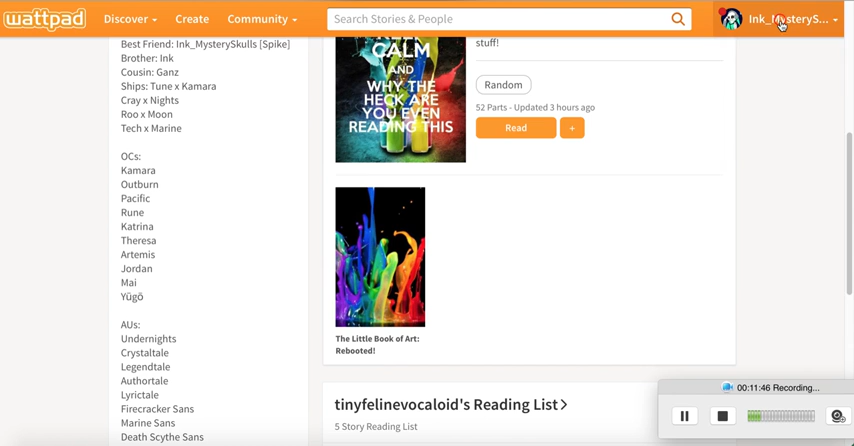 wattpad
Discover
Create
Community
Search Stories & People
Ink_MysteryS...
Best Friend: Ink_MysterySkulls [Spike]
Brother: Ink
Cousin: Ganz
Ships: Tune x Kamara
Cray x Nights
Roo x Moon
Tech x Marine
OCs:
Kamara
Outburn
Pacific
Rune
Katrina
Theresa
Artemis
Jordan
Mai
Yūgō
AUs:
Undernights
Crystaltale
Legendtale
Authortale
Lyrictale
Firecracker Sans
Marine Sans
Death Scythe Sans
CALM
AND
WHY THE
HECK ARE
YOU EVEN
READING THIS
stuff!
Random
52 Parts - Updated 3 hours ago
Read
+
The Little Book of Art:
Rebooted!
tinyfelinevocaloid's Reading List
5 Story Reading List
00:11:46 Recording...